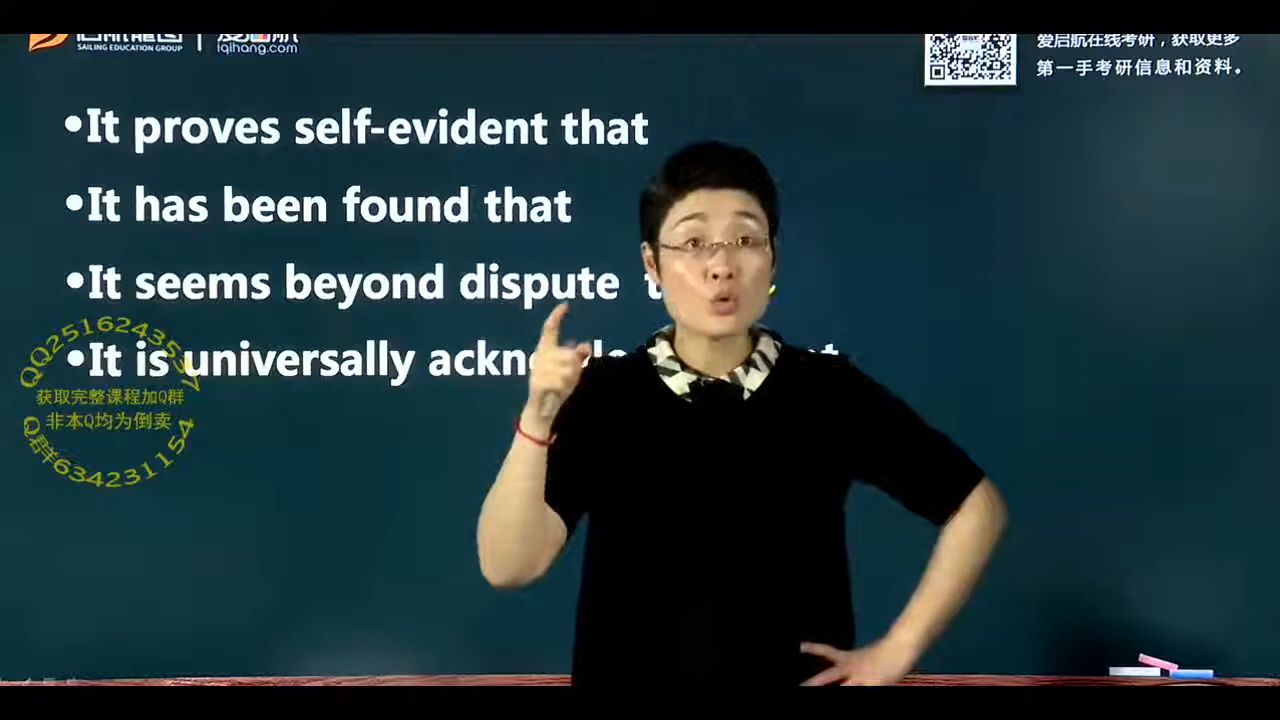 SAILING EDUCATION GROUP
iqihang.com
爱启航在线考研，获取更多
第一手考研信息和资料。
•It proves self-evident that
•It has been found that
•It seems beyond dispute
•It is universally
QQ2516243537
获取完整课程加Q群
非本Q均为倒卖
Q群634231154